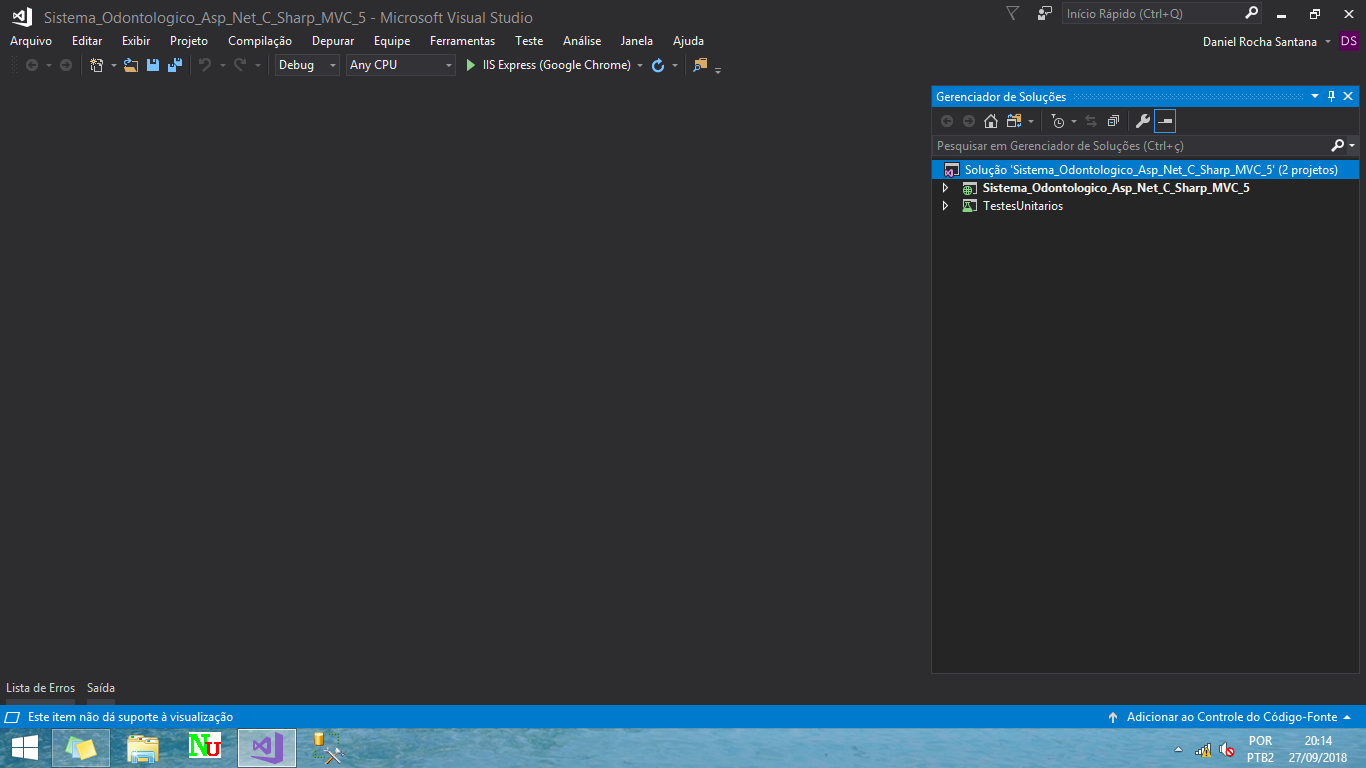 Sistema_Odontologico_Asp_Net_C_Sharp_MVC_5 - Microsoft Visual Studio
Início Rápido (Ctrl+Q)
Arquivo Editar Exibir Projeto Compilação Depurar Equipe Ferramentas Teste Análise Janela Ajuda
Daniel Rocha Santana DS
Debug Any CPU IIS Express (Google Chrome)
Gerenciador de Soluções
Pesquisar em Gerenciador de Soluções (Ctrl+ç)
Solução 'Sistema_Odontologico_Asp_Net_C_Sharp_MVC_5' (2 projetos)
Sistema_Odontologico_Asp_Net_C_Sharp_MVC_5
TestesUnitarios
Lista de Erros Saída
Este item não dá suporte à visualização
Adicionar ao Controle do Código-Fonte
NU
POR 20:14
PTB2 27/09/2018